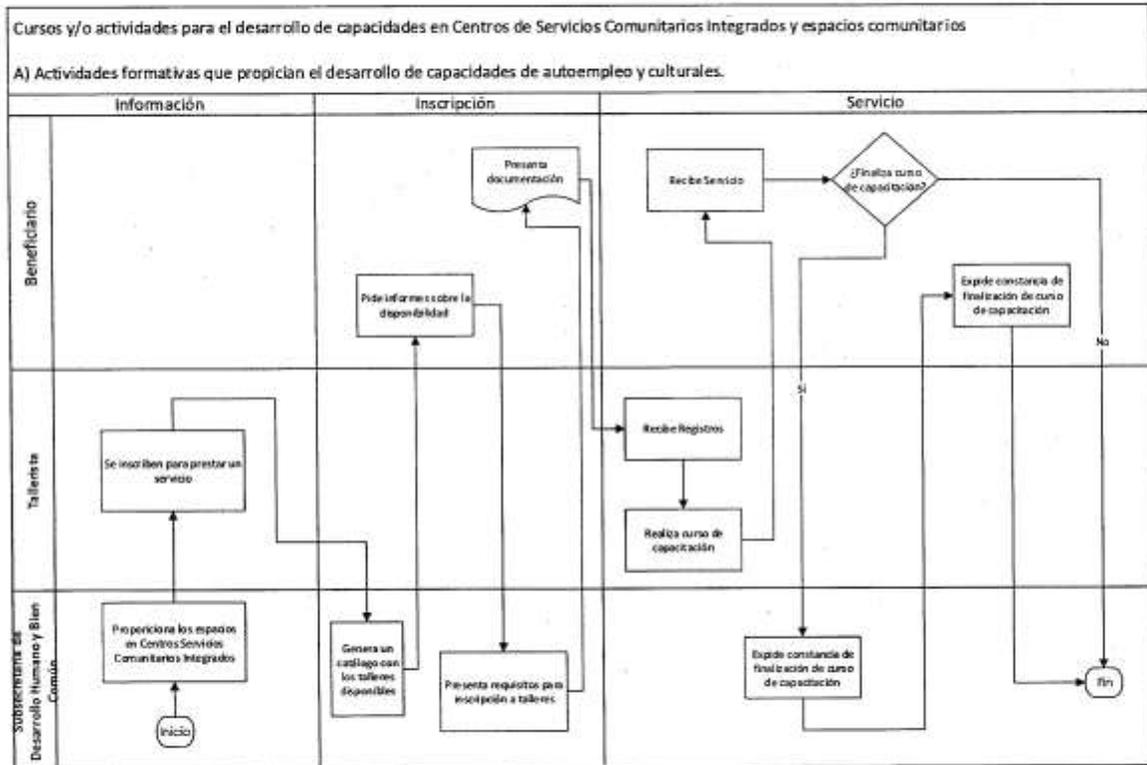 Cursos y/o actividades para el desarrollo de capacidades en Centros de Servicios Comunitarios Integrados y espacios comunitarios
A) Actividades formativas que propician el desarrollo de capacidades de autoempleo y culturales.
Información
Inscripción
Servicio
Beneficiario
Presenta
documentación
Recibe Servicio
¿Finaliza curso
de capacitación?
Pide informes sobre la
disponibilidad
Expide constancia de
finalización de curso
de capacitación
No
Si
Tallerista
Se inscriben para prestar un
servicio
Recibe Registros
Realiza curso de
capacitación
Subsecretaría de
Desarrollo Humano y Bien
Común
Proporciona los espacios
en Centros Servicios
Comunitarios Integrados
Inicio
Genera un
catálogo con
los talleres
disponibles
Presenta requisitos para
inscripción a talleres
Expide constancia de
finalización de curso
de capacitación
Fin